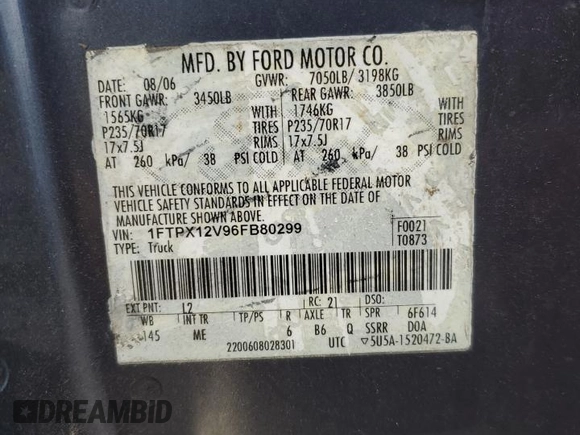 MFD. BY FORD MOTOR CO.
DATE: 08/06 GVWR: 7050LB/ 3198KG
FRONT GAWR: 3450LB REAR GAWR: 3850LB
1565KG WITH 1746KG WITH
P235/70R17 TIRES P235/70R17 TIRES
17x7.5J RIMS 17x7.5J RIMS
AT 260 kPa/ 38 PSI COLD AT 260 kPa/ 38 PSI COLD
THIS VEHICLE CONFORMS TO ALL APPLICABLE FEDERAL MOTOR
VEHICLE SAFETY STANDARDS IN EFFECT ON THE DATE OF
MANUFACTURE SHOWN ABOVE.
VIN: 1FTPX12V96FB80299 F0021
TYPE: Truck T0873
EXT PNT: L2 RC: 21 DSO:
WB INT TR TP/PS R AXLE TR SPR 6F614
145 ME 6 B6 Q SSRR DOA
2200608028301 UTC ▽5U5A-1520472-BA
DREAMBID